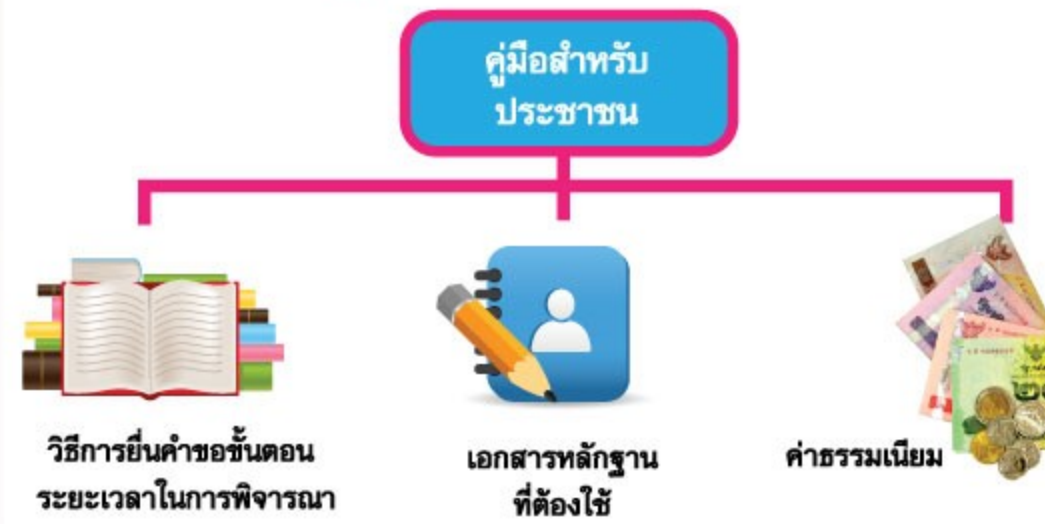 คู่มือสำหรับ
ประชาชน
วิธีการยื่นคำขอขั้นตอน
ระยะเวลาในการพิจารณา
เอกสารหลักฐาน
ที่ต้องใช้
ค่าธรรมเนียม